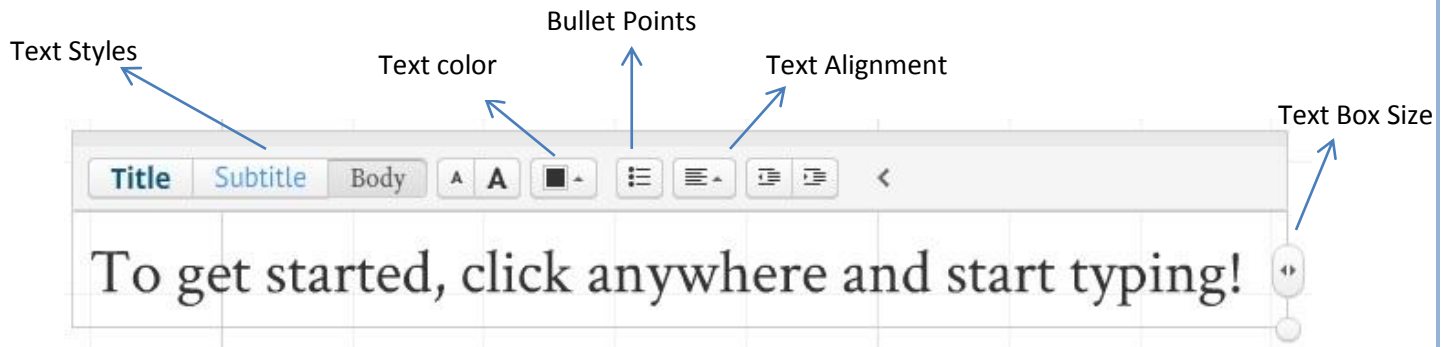 Bullet Points
Text Styles
Text color
Text Alignment
Text Box Size
Title Subtitle Body A A
To get started, click anywhere and start typing!